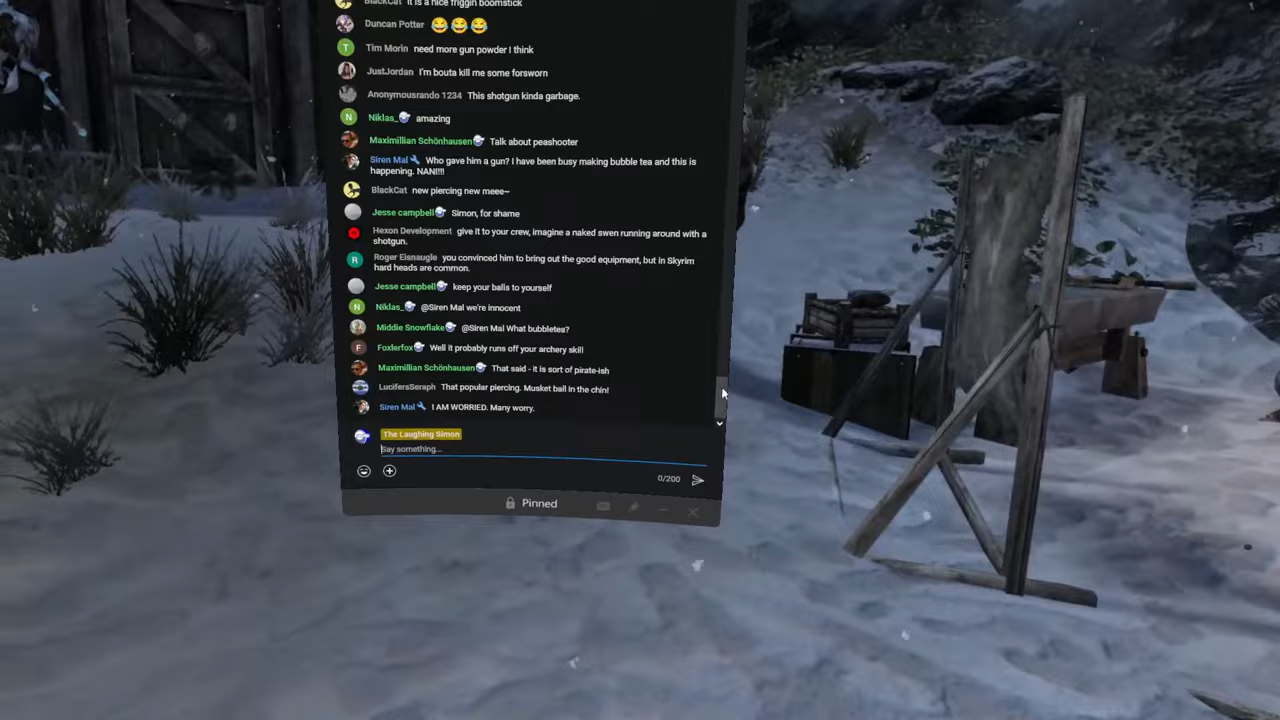 BlackCat it is a nice friggin boomstick
Duncan Potter 😂😂😂
T Tim Morin need more gun powder I think
JustJordan I'm bouta kill me some forsworn
Anonymousrando 1234 This shotgun kinda garbage.
N Niklas_ amazing
Maximillian Schönhausen Talk about peashooter
Siren Mal Who gave him a gun? I have been busy making bubble tea and this is
happening. NANI!!!
BlackCat new piercing new meee~
Jesse campbell Simon, for shame
Hexon Development give it to your crew, imagine a naked swen running around with a
shotgun.
R Roger Eisnaugle you convinced him to bring out the good equipment, but in Skyrim
hard heads are common.
Jesse campbell keep your balls to yourself
N Niklas_ @Siren Mal we're innocent
Middie Snowflake @Siren Mal What bubbletea?
F Foxlerfox Well it probably runs off your archery skill
Maximillian Schönhausen That said - it is sort of pirate-ish
LucifersSeraph That popular piercing. Musket ball in the chin!
Siren Mal I AM WORRIED. Many worry.
The Laughing Simon
Say something...
0/200
Pinned